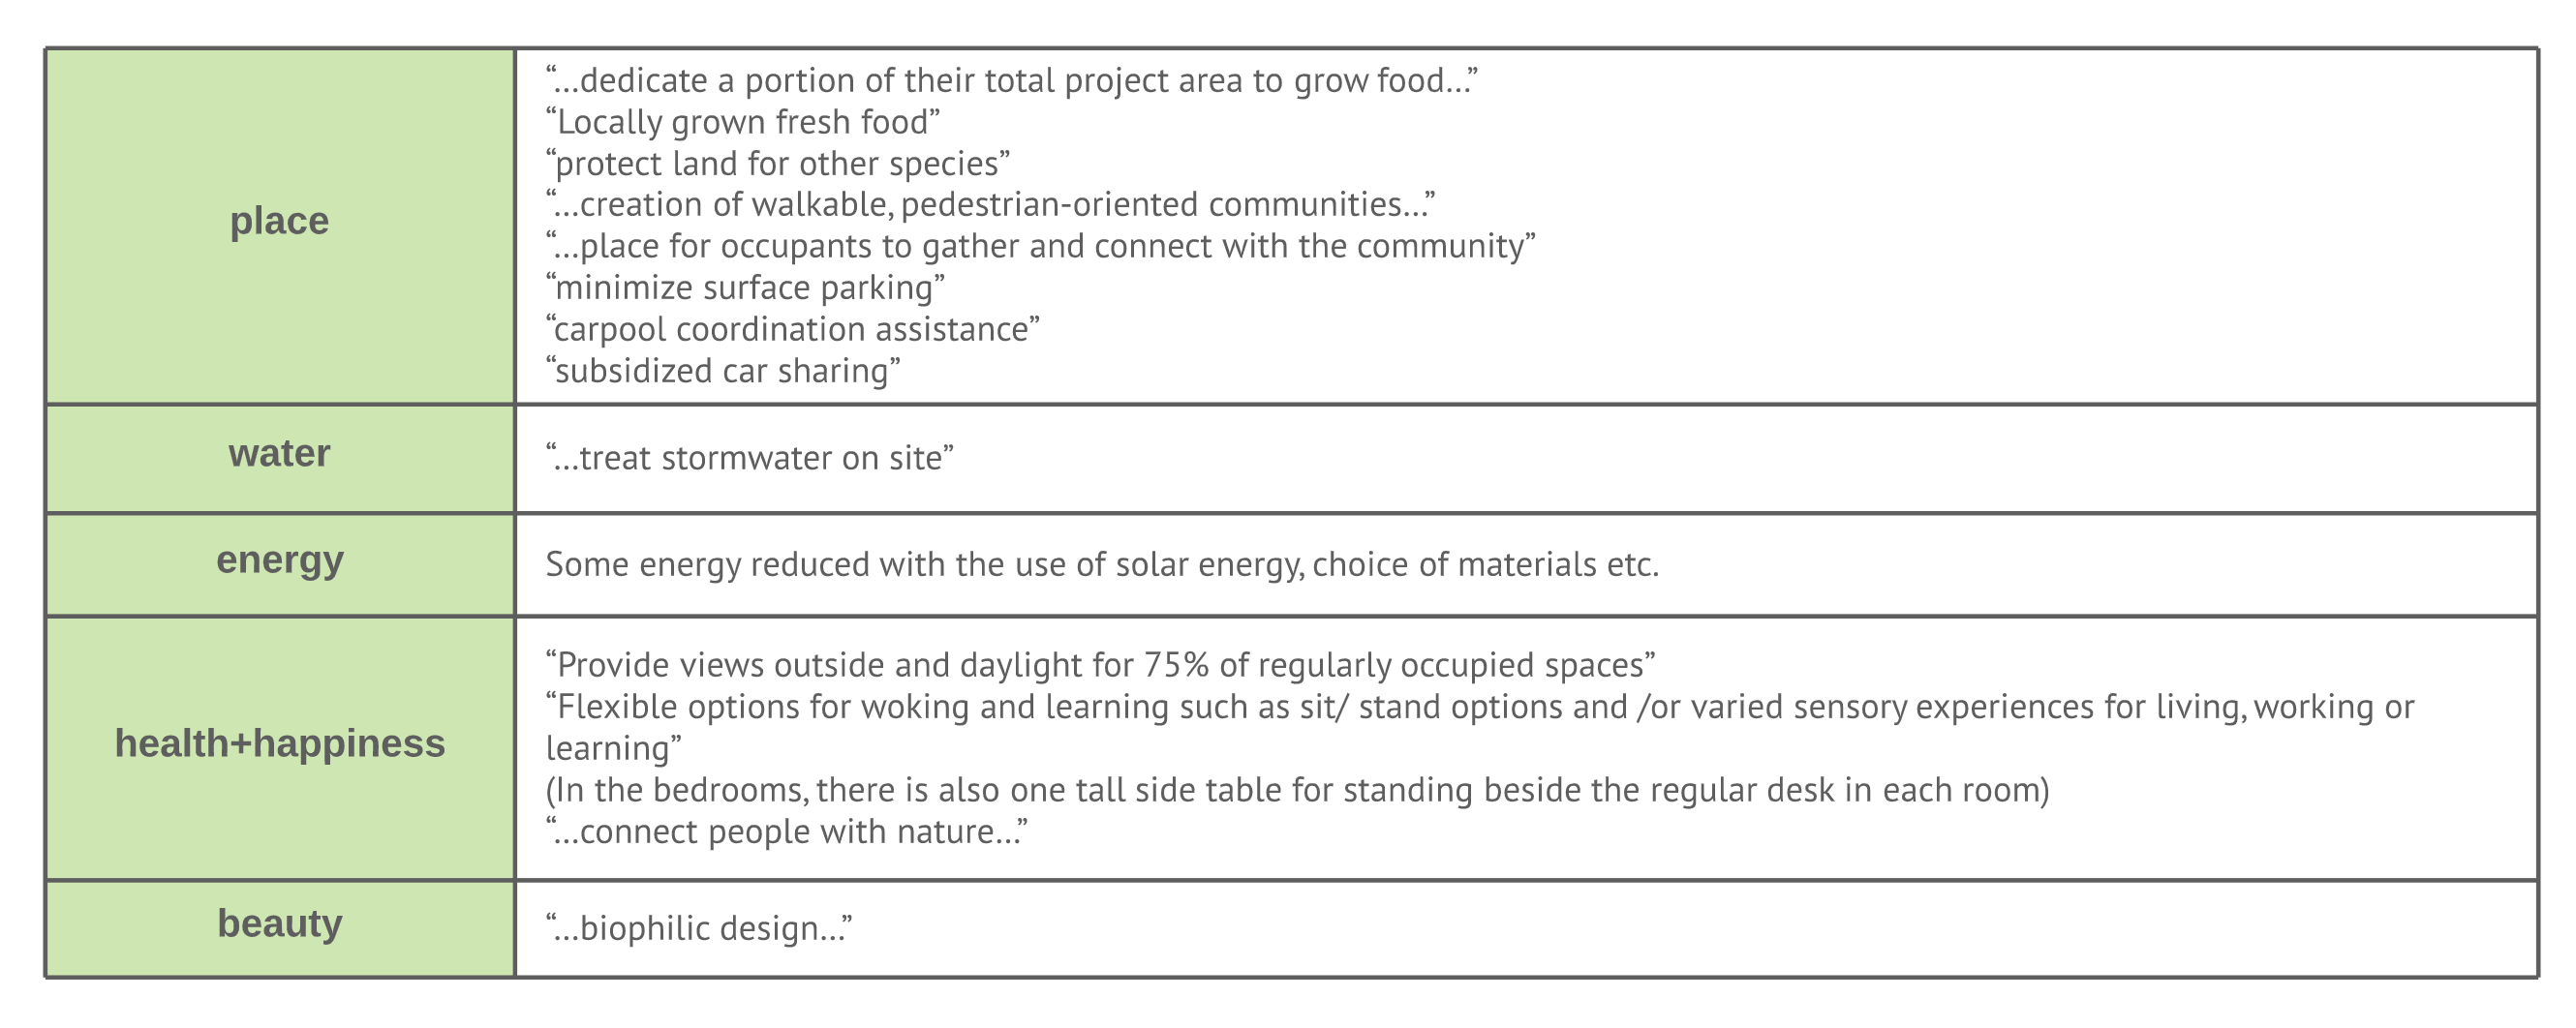 place
“...dedicate a portion of their total project area to grow food...”
“Locally grown fresh food”
“protect land for other species”
“...creation of walkable, pedestrian-oriented communities...”
“...place for occupants to gather and connect with the community”
“minimize surface parking”
“carpool coordination assistance”
“subsidized car sharing”
water
“...treat stormwater on site”
energy
Some energy reduced with the use of solar energy, choice of materials etc.
health+happiness
“Provide views outside and daylight for 75% of regularly occupied spaces”
“Flexible options for woking and learning such as sit/ stand options and /or varied sensory experiences for living, working or
learning”
(In the bedrooms, there is also one tall side table for standing beside the regular desk in each room)
“...connect people with nature...”
beauty
“...biophilic design...”